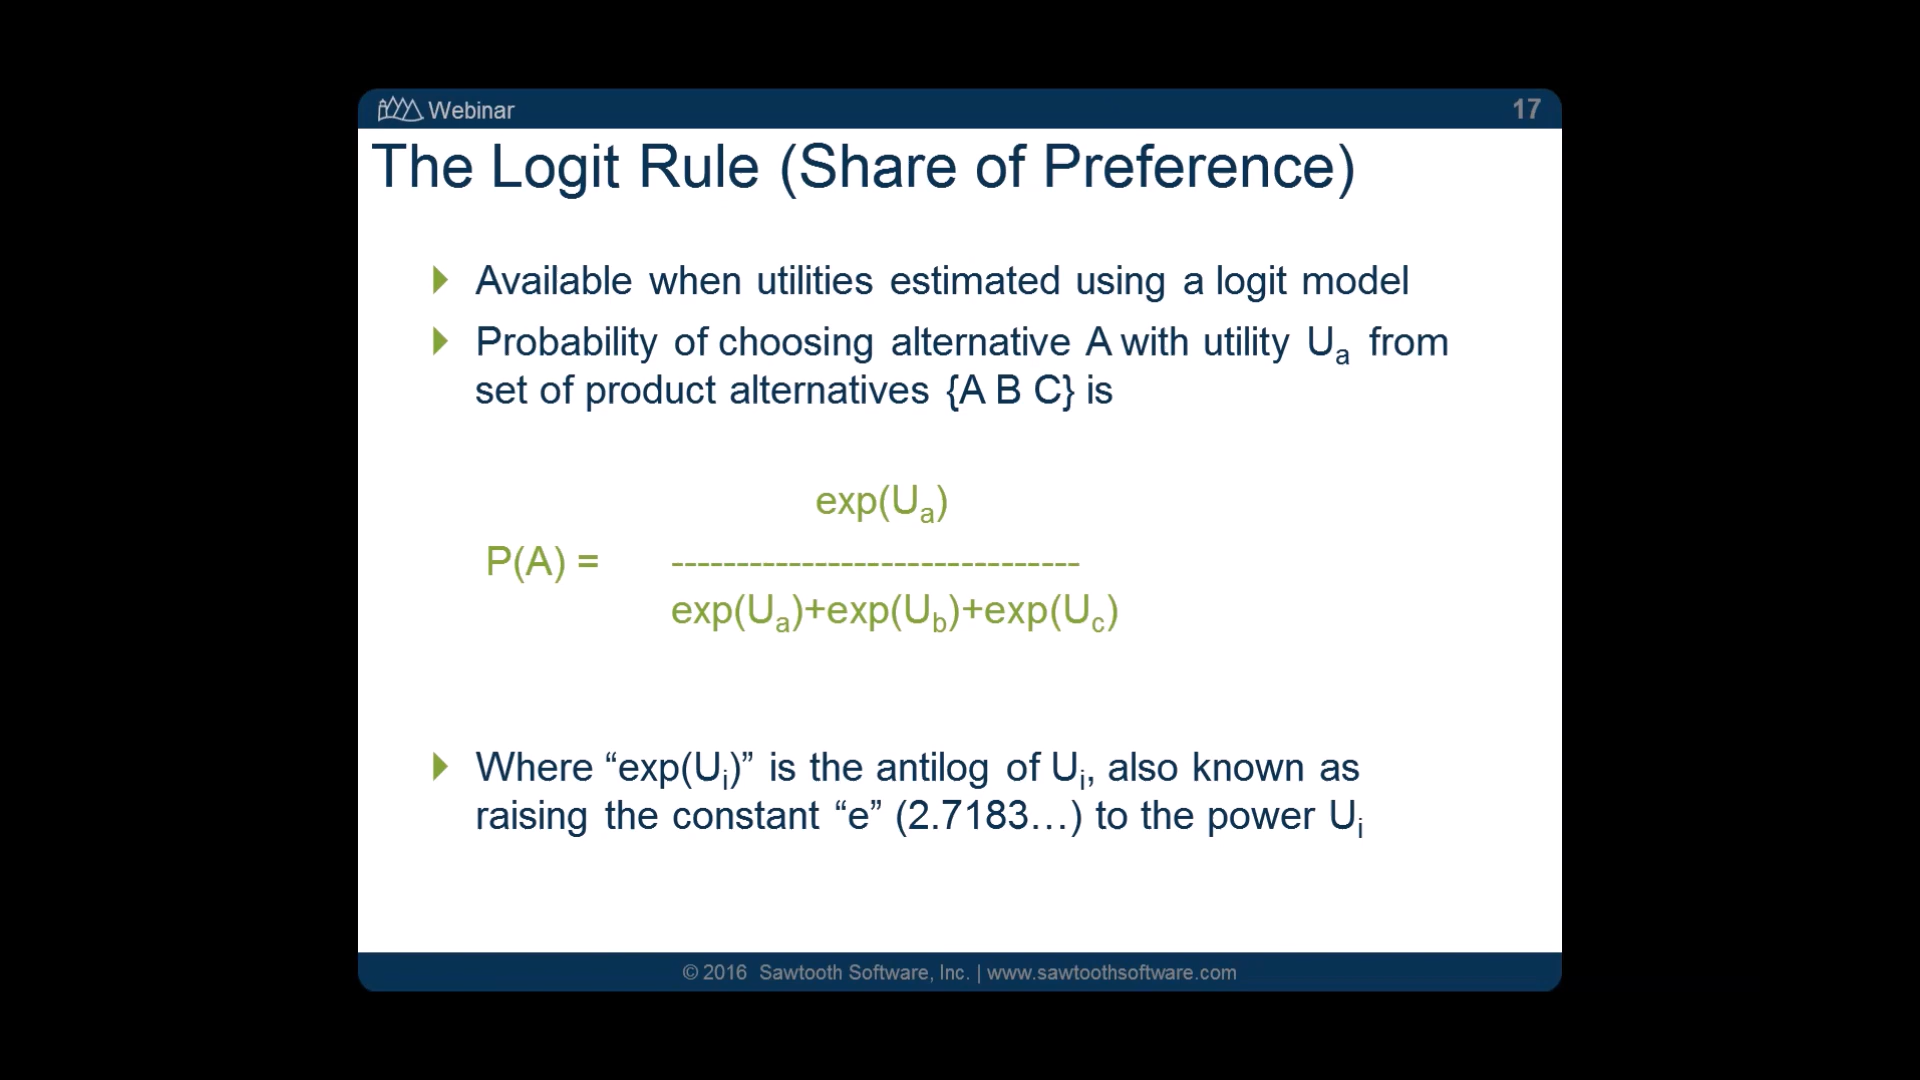 Webinar
17
The Logit Rule (Share of Preference)
Available when utilities estimated using a logit model
Probability of choosing alternative A with utility Ua from
set of product alternatives {A B C} is
exp(Ua)
P(A) = -------------------------------
exp(Ua)+exp(Ub)+exp(Uc)
Where “exp(Ui)” is the antilog of Ui, also known as
raising the constant “e” (2.7183…) to the power Ui
© 2016 Sawtooth Software, Inc. | www.sawtoothsoftware.com